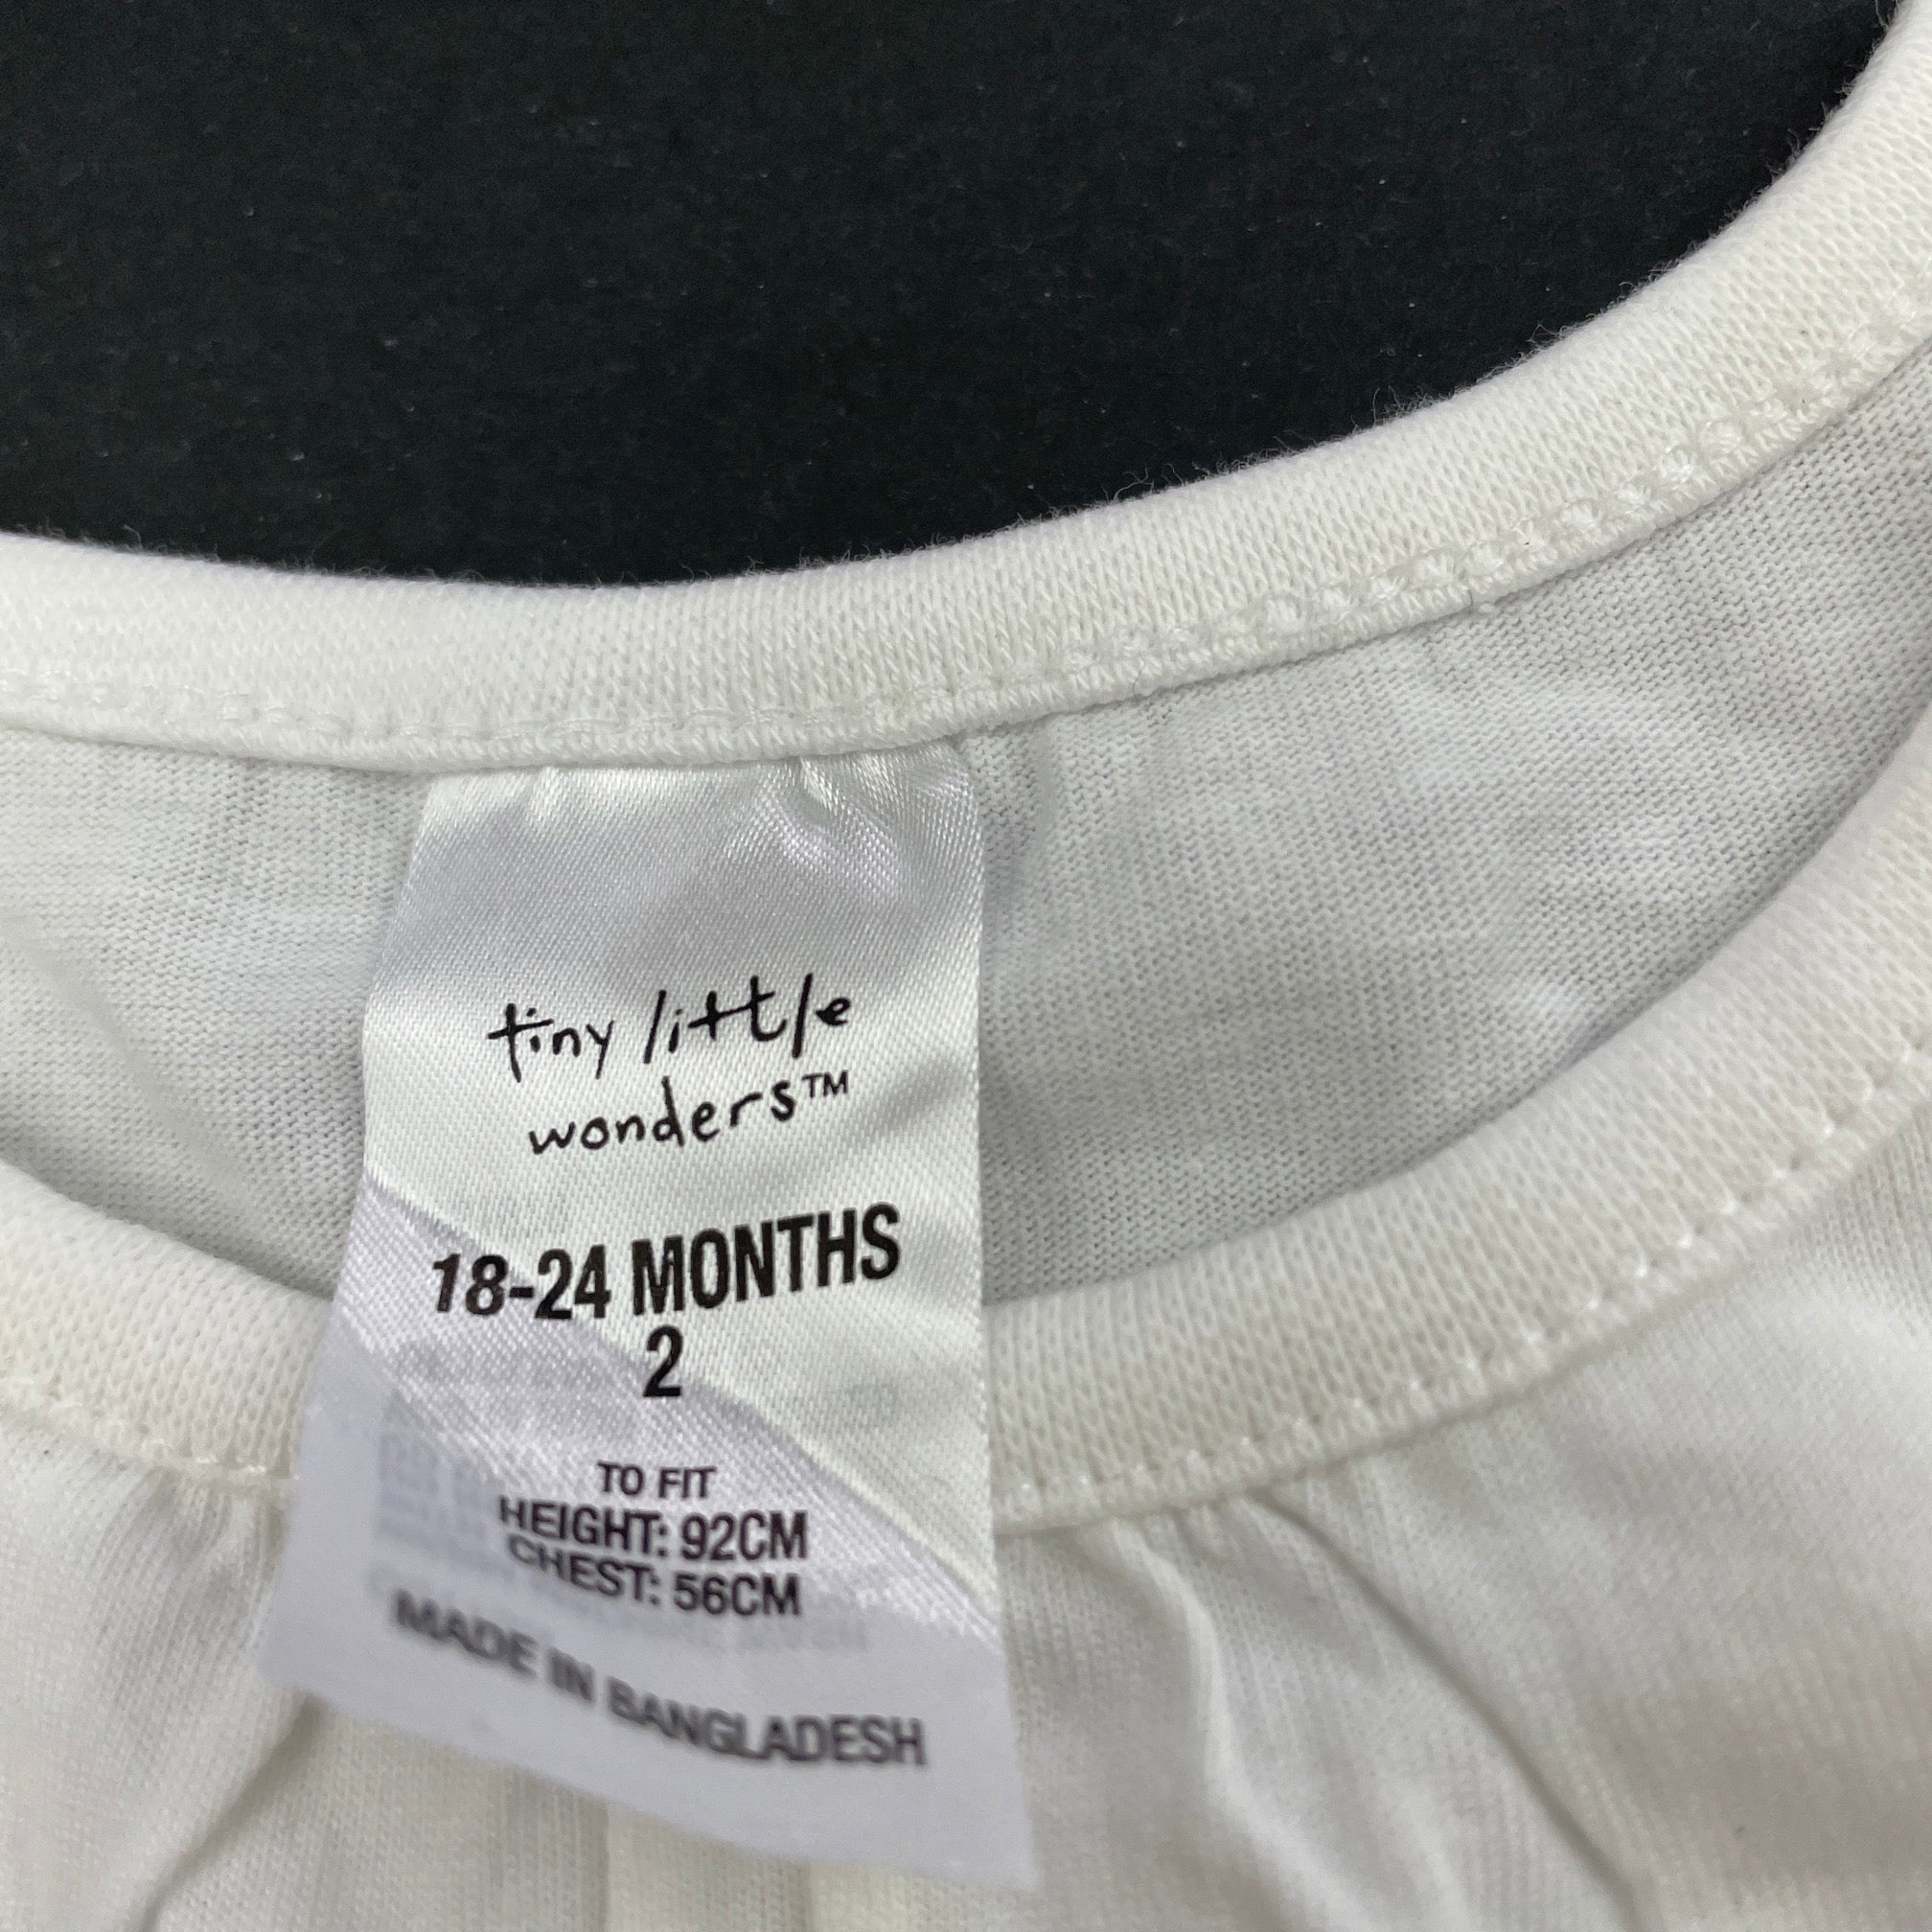 tiny little
wonders™
18-24 MONTHS
2
TO FIT
HEIGHT: 92CM
CHEST: 56CM
MADE IN BANGLADESH